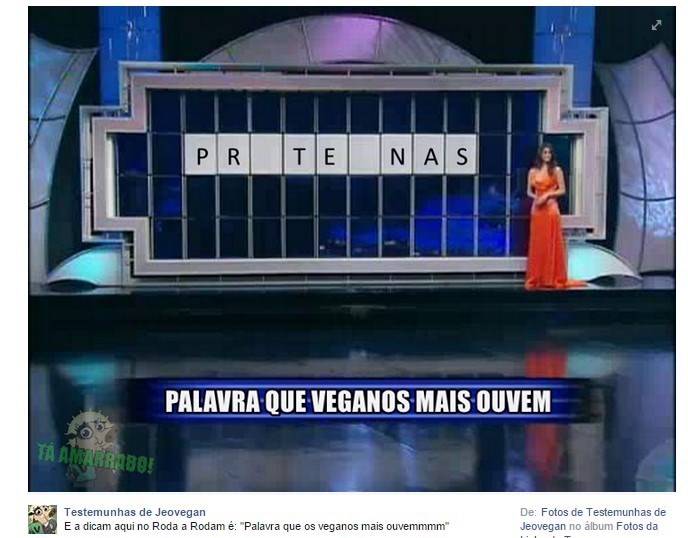 PR TE NAS
PALAVRA QUE VEGANOS MAIS OUVEM
TÁ AMARRADO!
Testemunhas de Jeovegan
E a dicam aqui no Roda a Rodam é: "Palavra que os veganos mais ouvemmmm"
De: Fotos de Testemunhas de
Jeovegan no álbum Fotos da